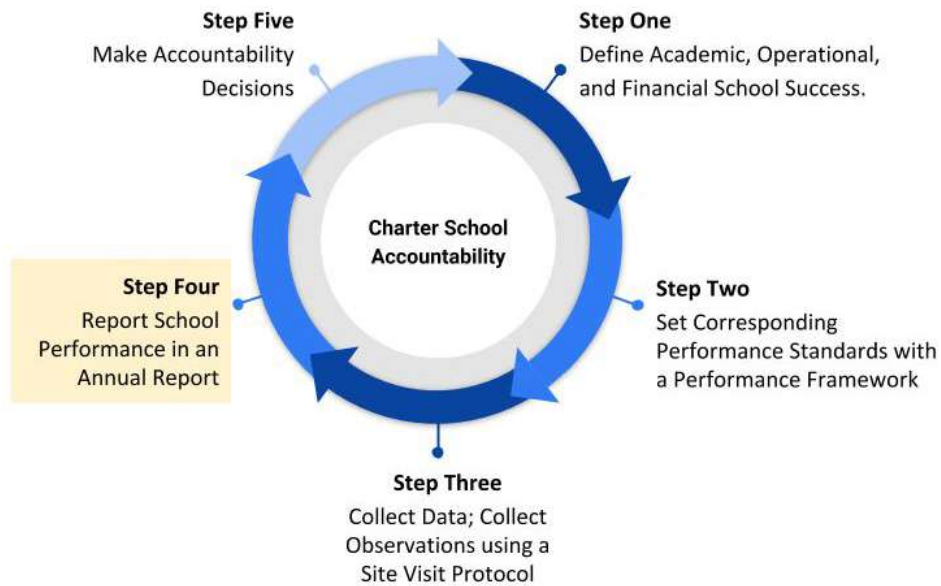 Step Five
Make Accountability
Decisions
Step One
Define Academic, Operational,
and Financial School Success.
Charter School
Accountability
Step Four
Report School
Performance in an
Annual Report
Step Two
Set Corresponding
Performance Standards with
a Performance Framework
Step Three
Collect Data; Collect
Observations using a
Site Visit Protocol